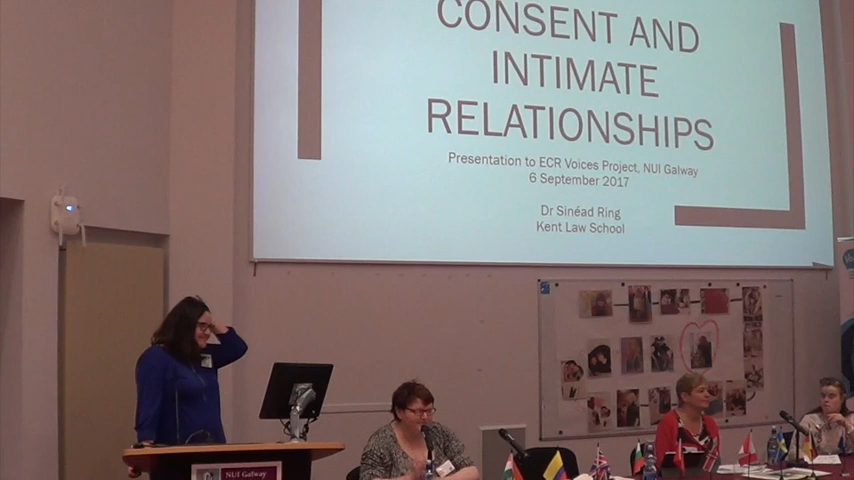 CONSENT AND
INTIMATE
RELATIONSHIPS
Presentation to ECR Voices Project, NUI Galway
6 September 2017
Dr Sinéad Ring
Kent Law School
NUI Galway